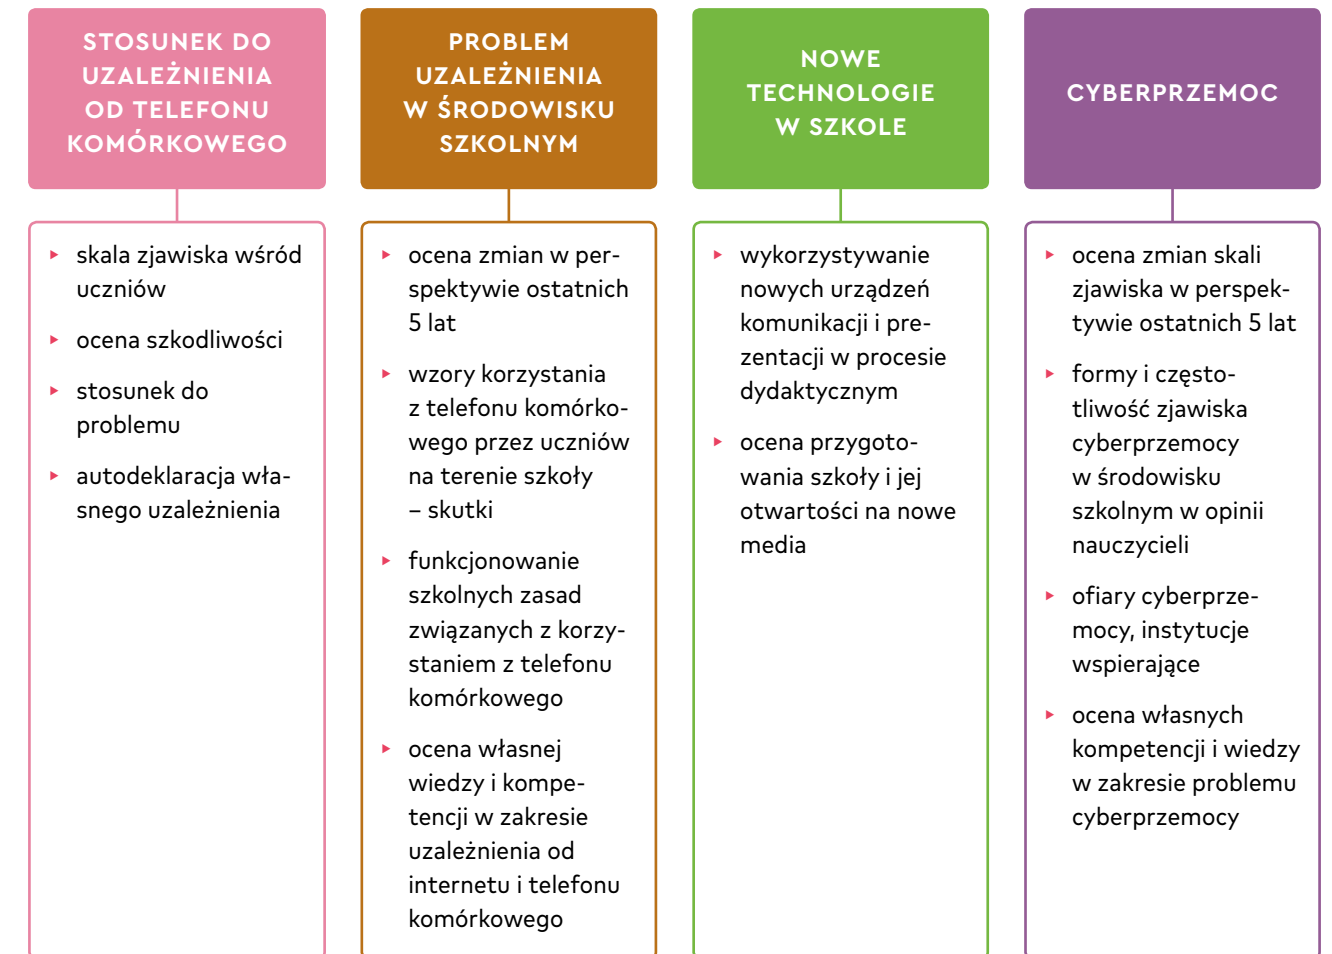 STOSUNEK DO
UZALEŻNIENIA
OD TELEFONU
KOMÓRKOWEGO
▸ skala zjawiska wśród
uczniów
▸ ocena szkodliwości
▸ stosunek do
problemu
▸ autodeklaracja wła-
snego uzależnienia
PROBLEM
UZALEŻNIENIA
W ŚRODOWISKU
SZKOLNYM
▸ ocena zmian w per-
spektywie ostatnich
5 lat
▸ wzory korzystania
z telefonu komórko-
wego przez uczniów
na terenie szkoły
– skutki
▸ funkcjonowanie
szkolnych zasad
związanych z korzy-
staniem z telefonu
komórkowego
▸ ocena własnej
wiedzy i kompe-
tencji w zakresie
uzależnienia od
internetu i telefonu
komórkowego
NOWE
TECHNOLOGIE
W SZKOLE
▸ wykorzystywanie
nowych urządzeń
komunikacji i pre-
zentacji w procesie
dydaktycznym
▸ ocena przygoto-
wania szkoły i jej
otwartości na nowe
media
CYBERPRZEMOC
▸ ocena zmian skali
zjawiska w perspek-
tywie ostatnich 5 lat
▸ formy i często-
tliwość zjawiska
cyberprzemocy
w środowisku
szkolnym w opinii
nauczycieli
▸ ofiary cyberprze-
mocy, instytucje
wspierające
▸ ocena własnych
kompetencji i wiedzy
w zakresie problemu
cyberprzemocy